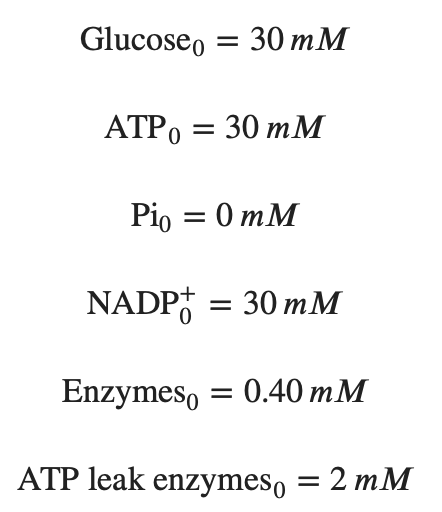 Glucose₀ = 30 mM
ATP₀ = 30 mM
Pi₀ = 0 mM
NADP₀⁺ = 30 mM
Enzymes₀ = 0.40 mM
ATP leak enzymes₀ = 2 mM